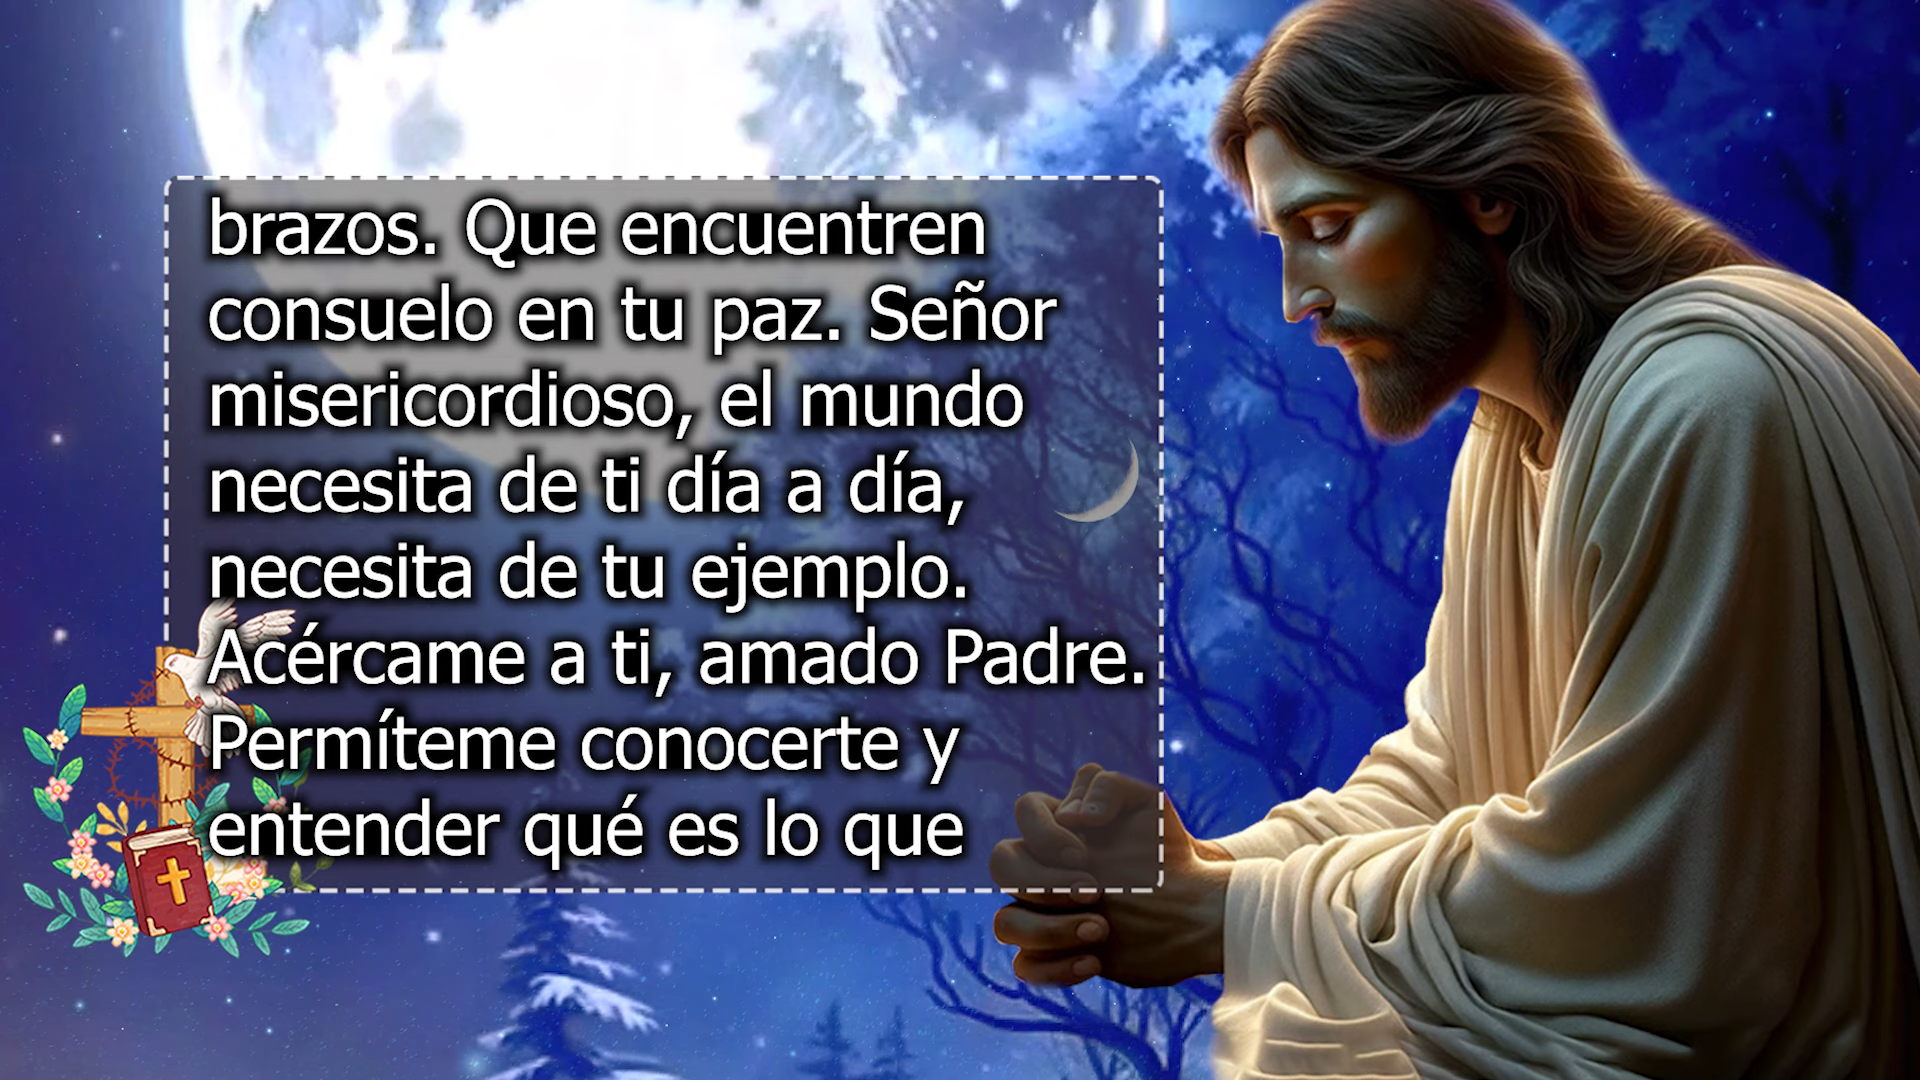 brazos. Que encuentren
consuelo en tu paz. Señor
misericordioso, el mundo
necesita de ti día a día,
necesita de tu ejemplo.
Acércame a ti, amado Padre.
Permíteme conocerte y
entender qué es lo que